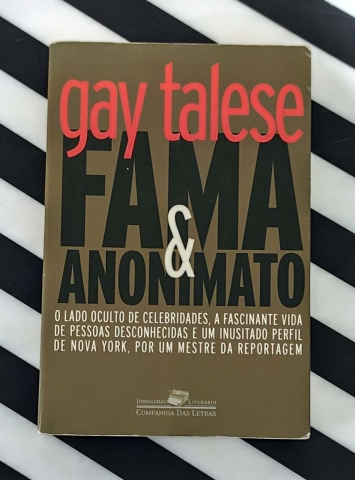 gay talese
FAMA
&
ANONIMATO
O LADO OCULTO DE CELEBRIDADES, A FASCINANTE VIDA
DE PESSOAS DESCONHECIDAS E UM INUSITADO PERFIL
DE NOVA YORK, POR UM MESTRE DA REPORTAGEM
JORNALISMO LITERÁRIO
COMPANHIA DAS LETRAS